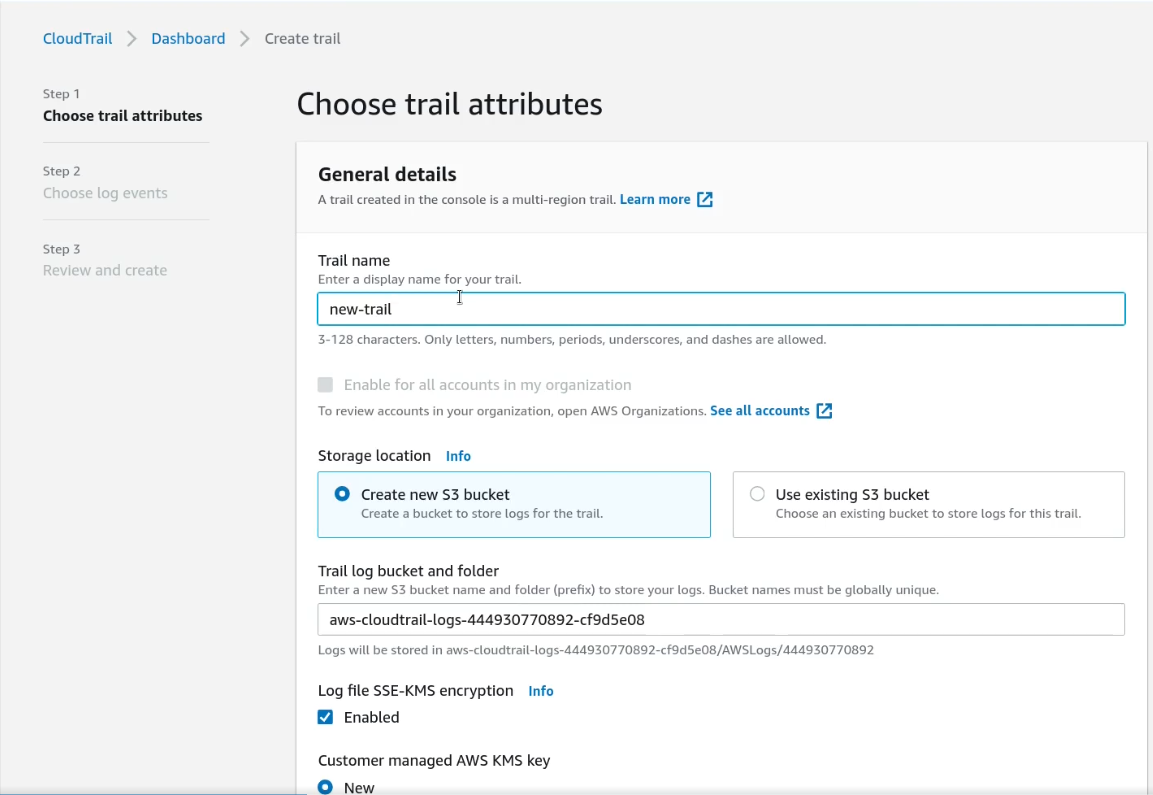 CloudTrail > Dashboard > Create trail
Step 1
Choose trail attributes
Step 2
Choose log events
Step 3
Review and create
Choose trail attributes
General details
A trail created in the console is a multi-region trail. Learn more
Trail name
Enter a display name for your trail.
new-trail
3-128 characters. Only letters, numbers, periods, underscores, and dashes are allowed.
Enable for all accounts in my organization
To review accounts in your organization, open AWS Organizations. See all accounts
Storage location Info
Create new S3 bucket
Create a bucket to store logs for the trail.
Use existing S3 bucket
Choose an existing bucket to store logs for this trail.
Trail log bucket and folder
Enter a new S3 bucket name and folder (prefix) to store your logs. Bucket names must be globally unique.
aws-cloudtrail-logs-444930770892-cf9d5e08
Logs will be stored in aws-cloudtrail-logs-444930770892-cf9d5e08/AWSLogs/444930770892
Log file SSE-KMS encryption Info
Enabled
Customer managed AWS KMS key
New